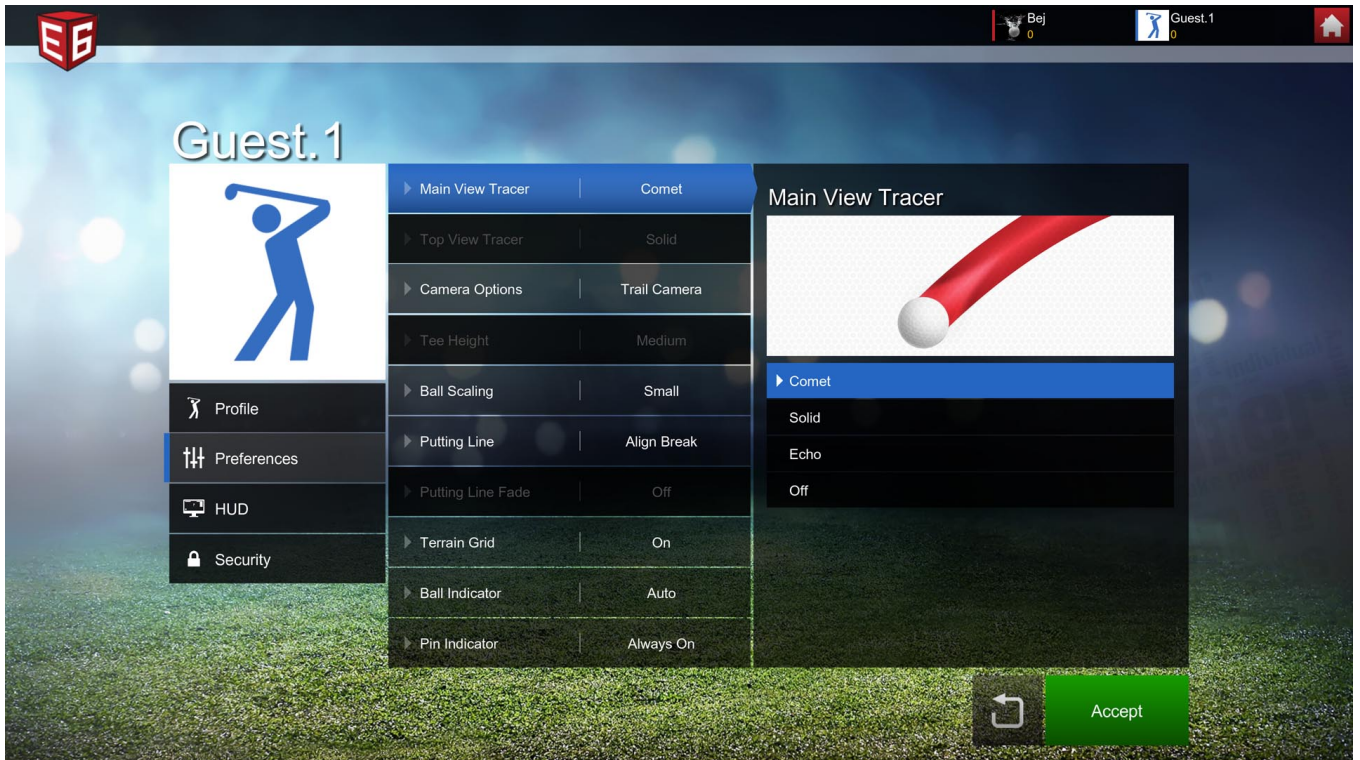 E6
Bej
0
Guest.1
0
Guest.1
Profile
Preferences
HUD
Security
Main View Tracer Comet
Top View Tracer Solid
Camera Options Trail Camera
Tee Height Medium
Ball Scaling Small
Putting Line Align Break
Putting Line Fade Off
Terrain Grid On
Ball Indicator Auto
Pin Indicator Always On
Main View Tracer
Comet
Solid
Echo
Off
Accept